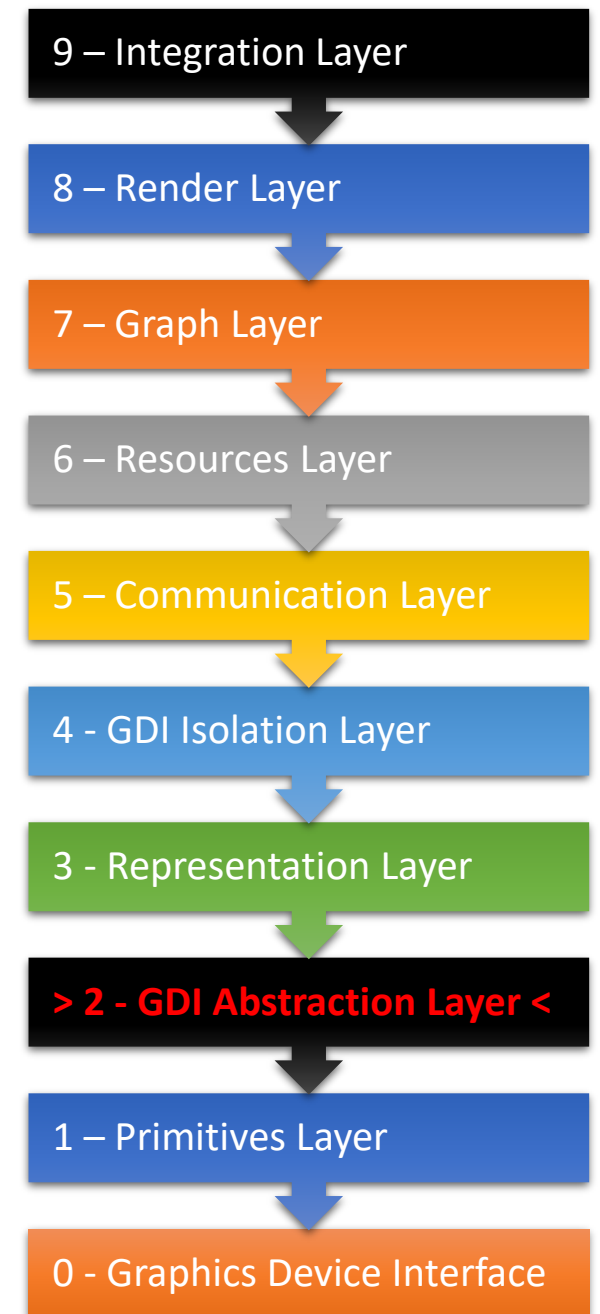 9 – Integration Layer
8 – Render Layer
7 – Graph Layer
6 – Resources Layer
5 – Communication Layer
4 - GDI Isolation Layer
3 - Representation Layer
> 2 - GDI Abstraction Layer <
1 – Primitives Layer
0 - Graphics Device Interface